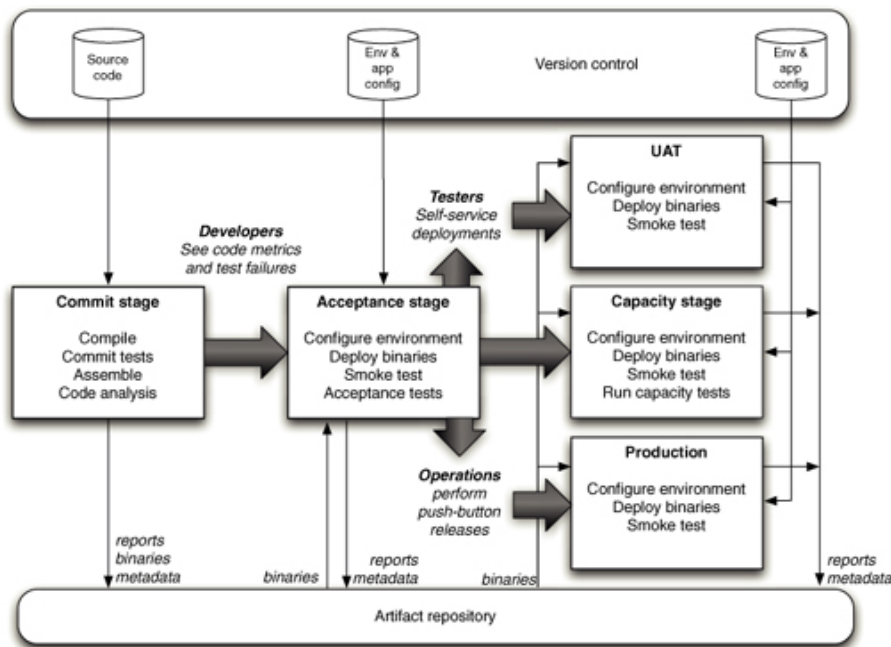 Source
code
Env &
app
config
Version control
Env &
app
config
Developers
See code metrics
and test failures
Testers
Self-service
deployments
UAT
Configure environment
Deploy binaries
Smoke test
Commit stage
Compile
Commit tests
Assemble
Code analysis
Acceptance stage
Configure environment
Deploy binaries
Smoke test
Acceptance tests
Capacity stage
Configure environment
Deploy binaries
Smoke test
Run capacity tests
Operations
perform
push-button
releases
Production
Configure environment
Deploy binaries
Smoke test
reports
binaries
metadata
binaries
reports
metadata
binaries
reports
metadata
Artifact repository